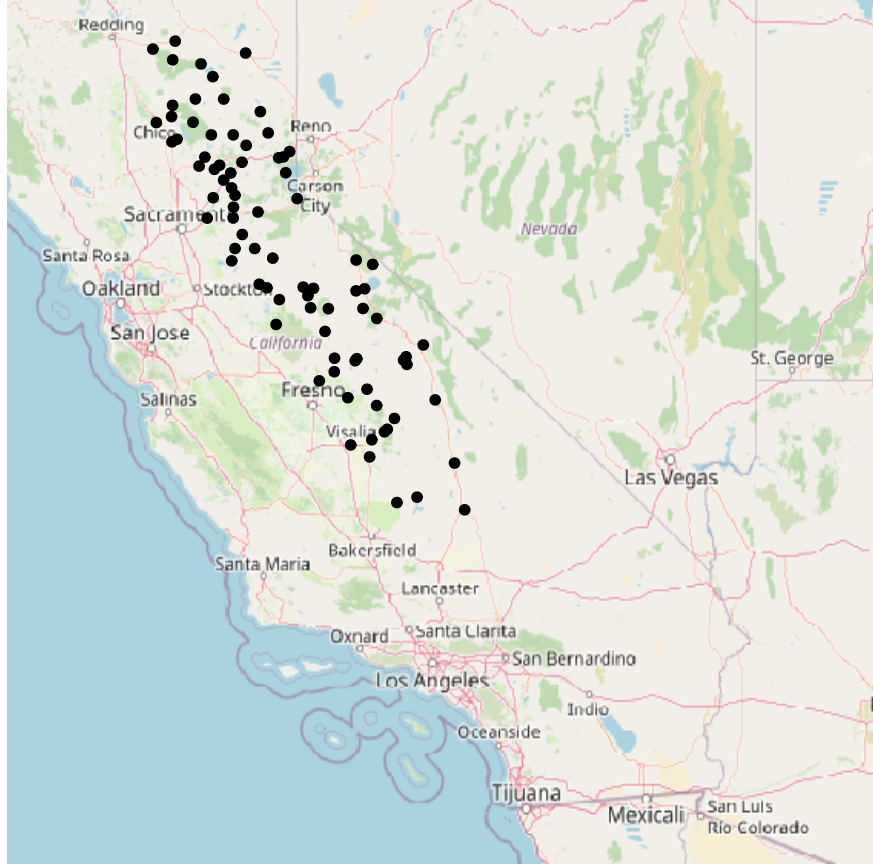 Redding
Reno
Chico
Carson
City
Sacramento
Nevada
Santa Rosa
Oakland
Stockton
San Jose
California
St. George
Salinas
Fresno
Visalia
Las Vegas
Bakersfield
Santa Maria
Lancaster
Oxnard
Santa Clarita
San Bernardino
Los Angeles
Indio
Oceanside
Tijuana
Mexicali
San Luis
Río Colorado